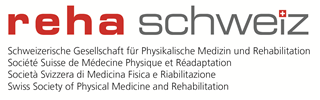 reha schweiz
Schweizerische Gesellschaft für Physikalische Medizin und Rehabilitation
Société Suisse de Médecine Physique et Réadaptation
Società Svizzera di Medicina Fisica e Riabilitazione
Swiss Society of Physical Medicine and Rehabilitation